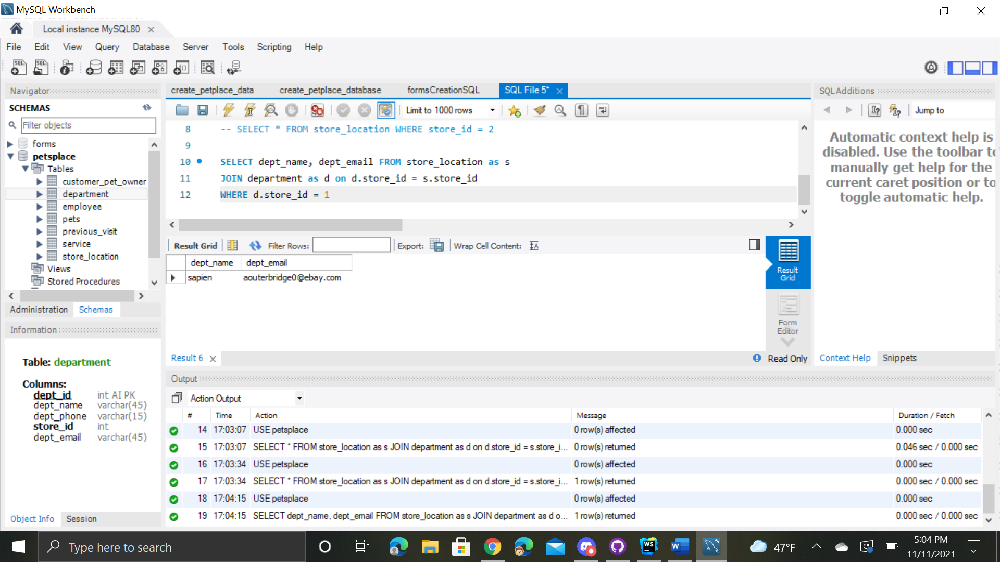 MySQL Workbench
Local instance MySQL80
File Edit View Query Database Server Tools Scripting Help
Navigator
SCHEMAS
Filter objects
forms
petsplace
Tables
customer_pet_owner
department
employee
pets
previous_visit
service
store_location
Views
Stored Procedures
Administration Schemas
Information
Table: department
Columns:
dept_id int AI PK
dept_name varchar(45)
dept_phone varchar(15)
store_id int
dept_email varchar(45)
Object Info Session
create_petplace_data create_petplace_database formsCreationSQL SQL File 5*
Limit to 1000 rows
8 -- SELECT * FROM store_location WHERE store_id = 2
9
10 SELECT dept_name, dept_email FROM store_location as s
11 JOIN department as d on d.store_id = s.store_id
12 WHERE d.store_id = 1
Result Grid Filter Rows: Export: Wrap Cell Content:
dept_name dept_email
sapien aouterbridge0@ebay.com
Result Grid
Form Editor
Result 6 Read Only
SQLAdditions
Jump to
Automatic context help is
disabled. Use the toolbar to
manually get help for the
current caret position or to
toggle automatic help.
Context Help Snippets
Output
Action Output
# Time Action Message Duration / Fetch
14 17:03:07 USE petsplace 0 row(s) affected 0.000 sec
15 17:03:07 SELECT * FROM store_location as s JOIN department as d on d.store_id = s.store_i... 0 row(s) returned 0.046 sec / 0.000 sec
16 17:03:34 USE petsplace 0 row(s) affected 0.000 sec
17 17:03:34 SELECT * FROM store_location as s JOIN department as d on d.store_id = s.store_i... 1 row(s) returned 0.000 sec / 0.000 sec
18 17:04:15 USE petsplace 0 row(s) affected 0.000 sec
19 17:04:15 SELECT dept_name, dept_email FROM store_location as s JOIN department as d o... 1 row(s) returned 0.000 sec / 0.000 sec
Type here to search
47°F
5:04 PM
11/11/2021